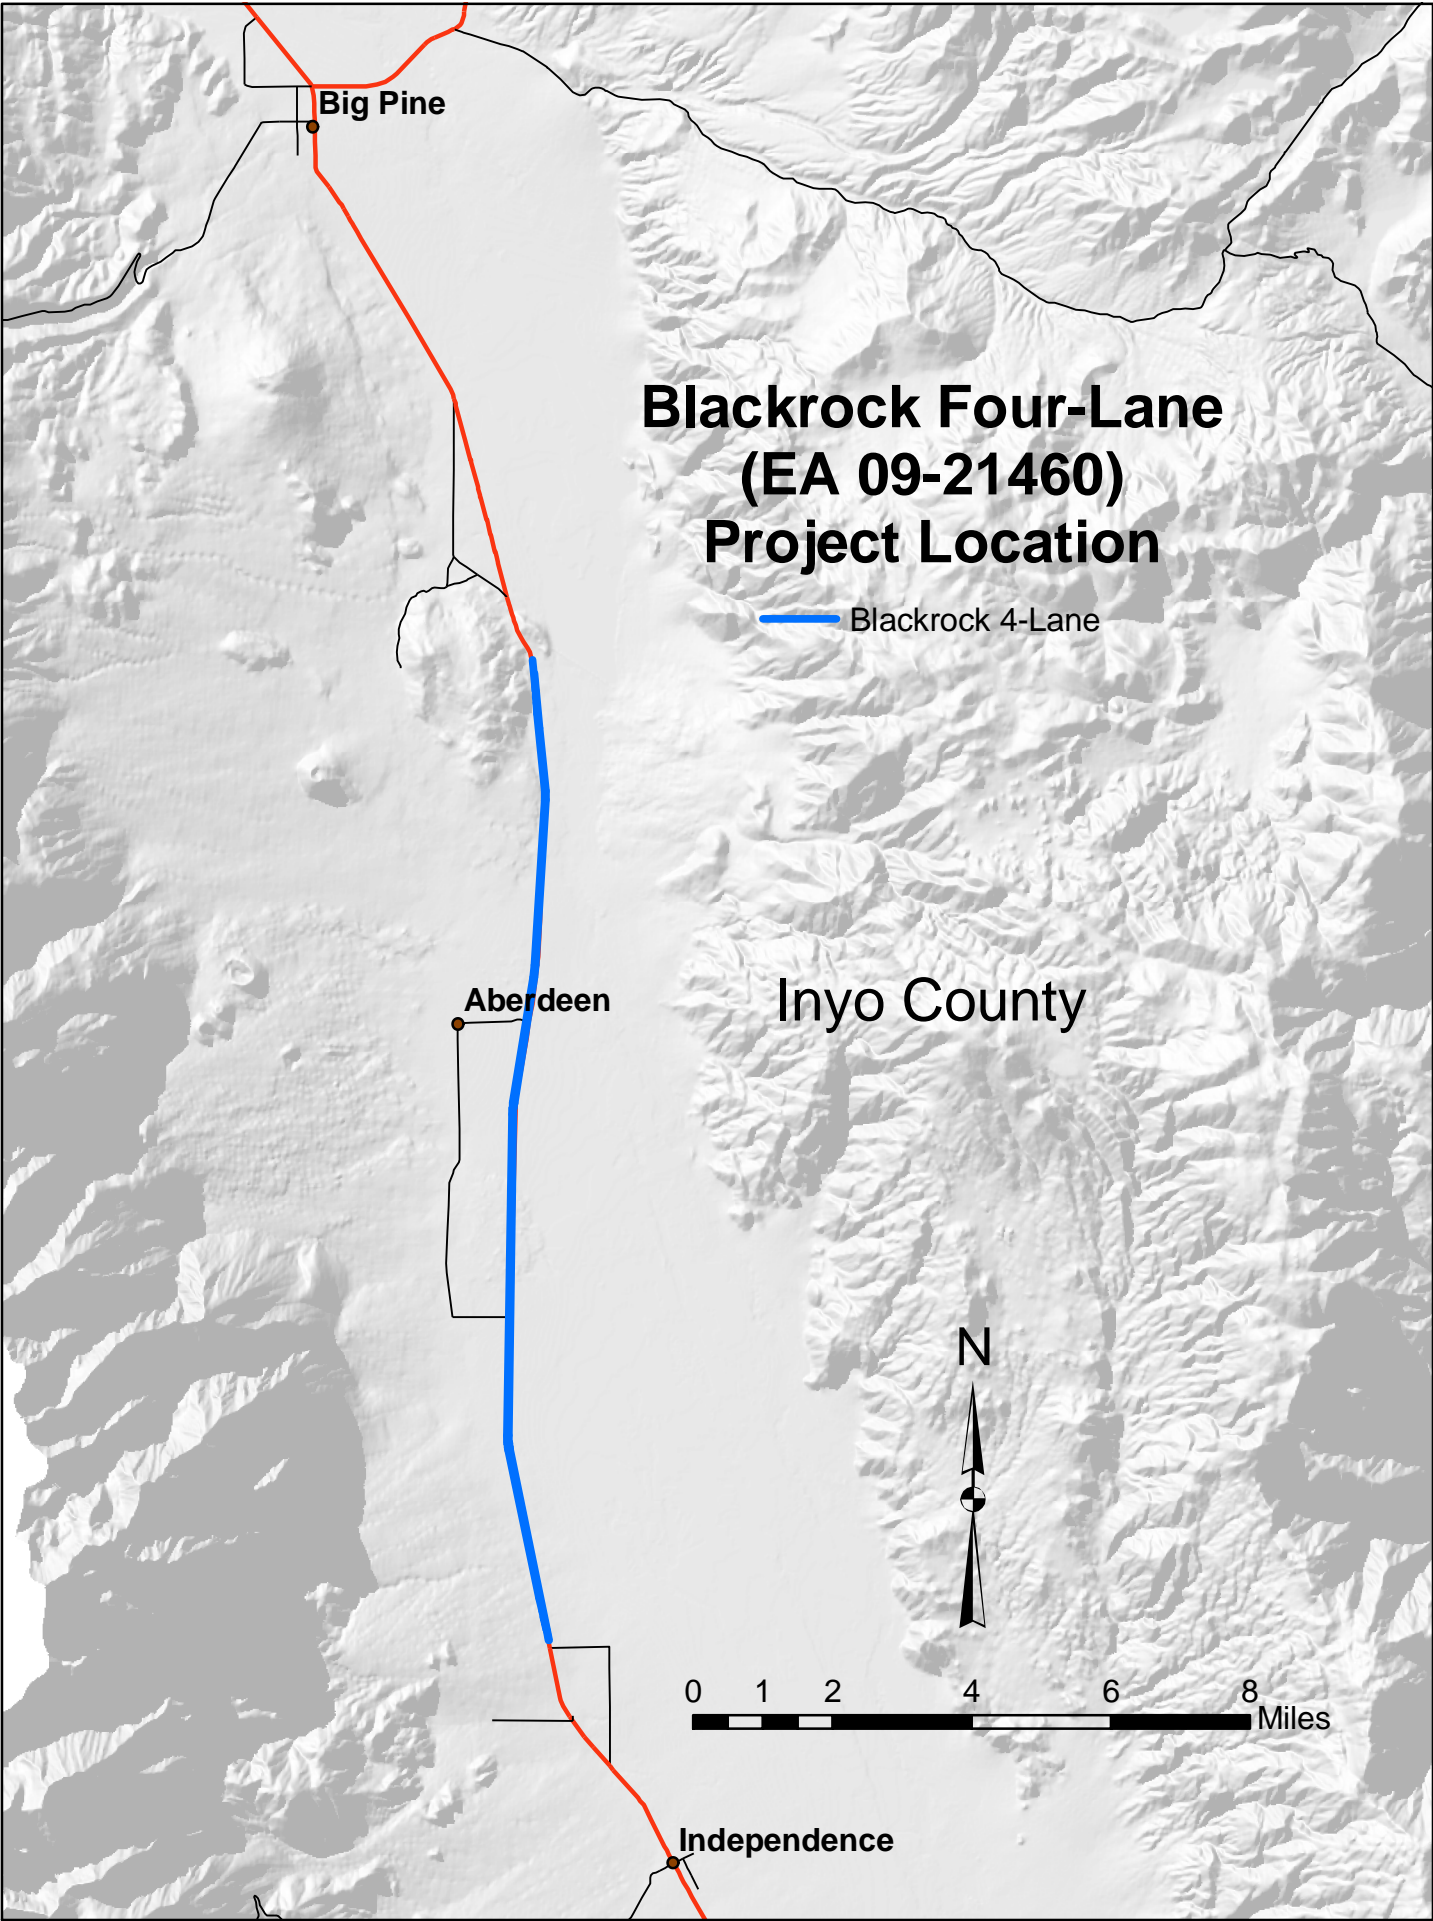 Big Pine
Blackrock Four-Lane
(EA 09-21460)
Project Location
Blackrock 4-Lane
Aberdeen
Inyo County
N
0 1 2 4 6 8
Miles
Independence